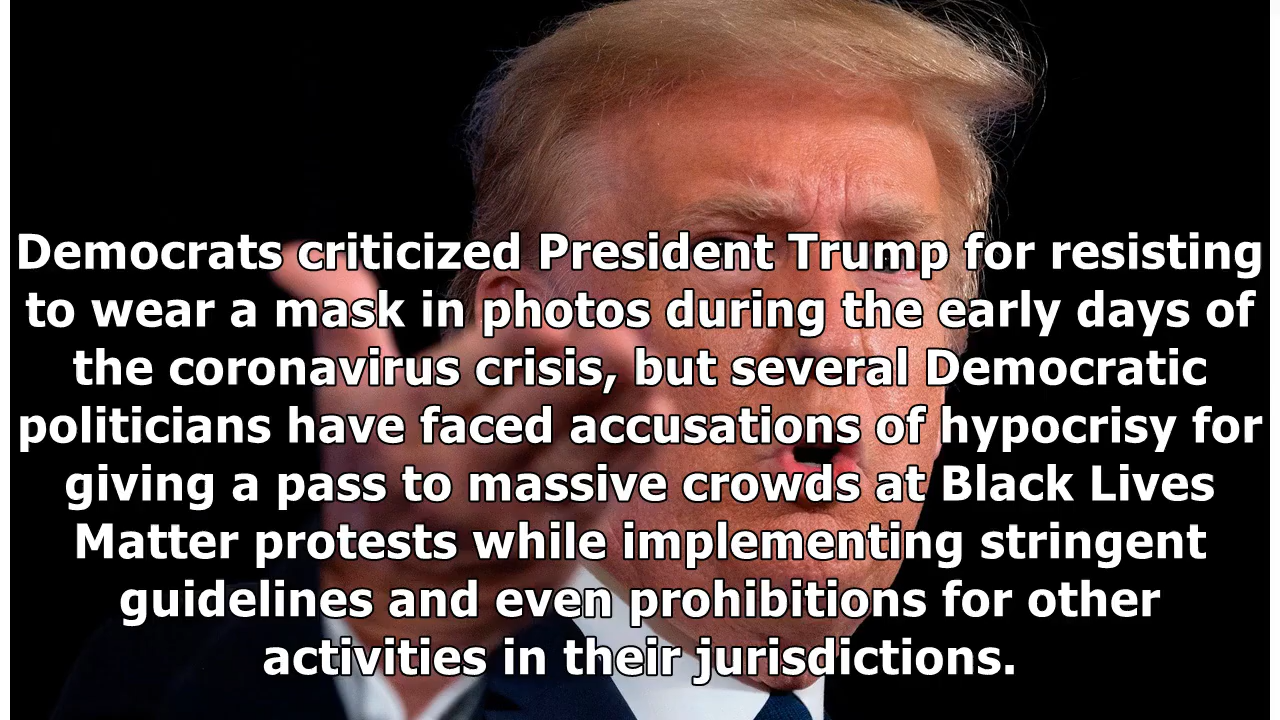 Democrats criticized President Trump for resisting
to wear a mask in photos during the early days of
the coronavirus crisis, but several Democratic
politicians have faced accusations of hypocrisy for
giving a pass to massive crowds at Black Lives
Matter protests while implementing stringent
guidelines and even prohibitions for other
activities in their jurisdictions.